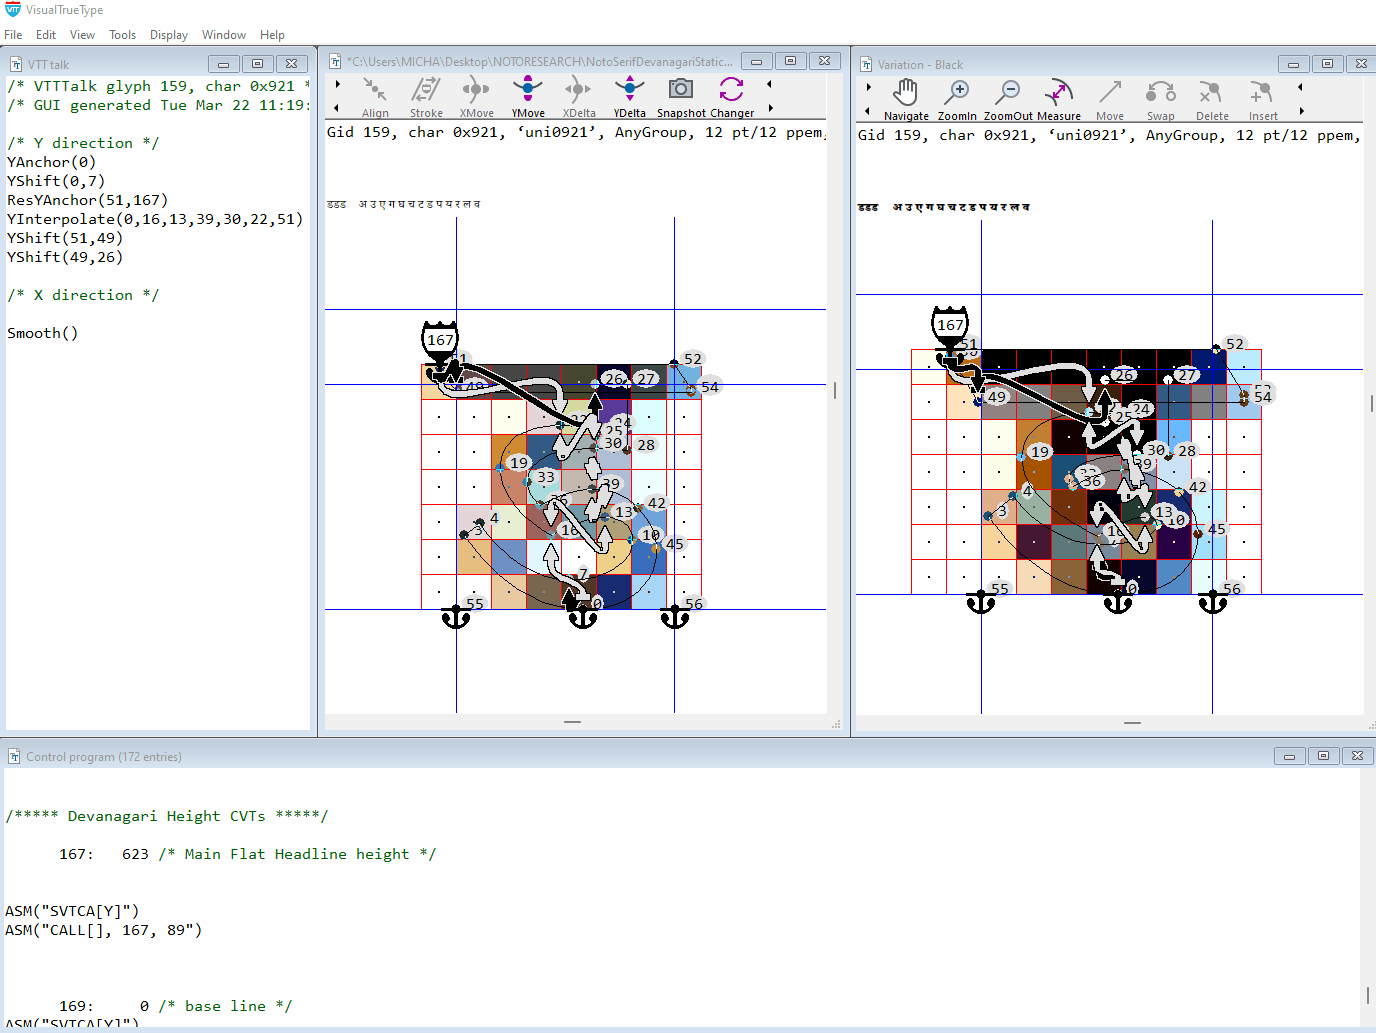 VisualTrueType
File Edit View Tools Display Window Help
VTT talk
/* VTTTalk glyph 159, char 0x921 *
/* GUI generated Tue Mar 22 11:19:
/* Y direction */
YAnchor(0)
YShift(0,7)
ResYAnchor(51,167)
YInterpolate(0,16,13,39,30,22,51)
YShift(51,49)
YShift(49,26)
/* X direction */
Smooth()
*C:\Users\MICHA\Desktop\NOTORESEARCH\NotoSerifDevanagariStatic...
Align Stroke XMove YMove XDelta YDelta Snapshot Changer
Gid 159, char 0x921, ‘uni0921’, AnyGroup, 12 pt/12 ppem,
डडड अउएगघचटडपयरलव
167
52
26 27
54
25
30 28
19
33
39
42
4
13
3
10
45
7
55 0 56
Variation - Black
Navigate ZoomIn ZoomOut Measure Move Swap Delete Insert
Gid 159, char 0x921, ‘uni0921’, AnyGroup, 12 pt/12 ppem,
डडड अउएगघचटडपयरलव
167
51 52
26 27
49 54
25 24
19 30 28
39
36
4 42
3 13
10
45
55 0 56
Control program (172 entries)
/***** Devanagari Height CVTs *****/
167: 623 /* Main Flat Headline height */
ASM("SVTCA[Y]")
ASM("CALL[], 167, 89")
169: 0 /* base line */
ASM("SVTCA[Y]")